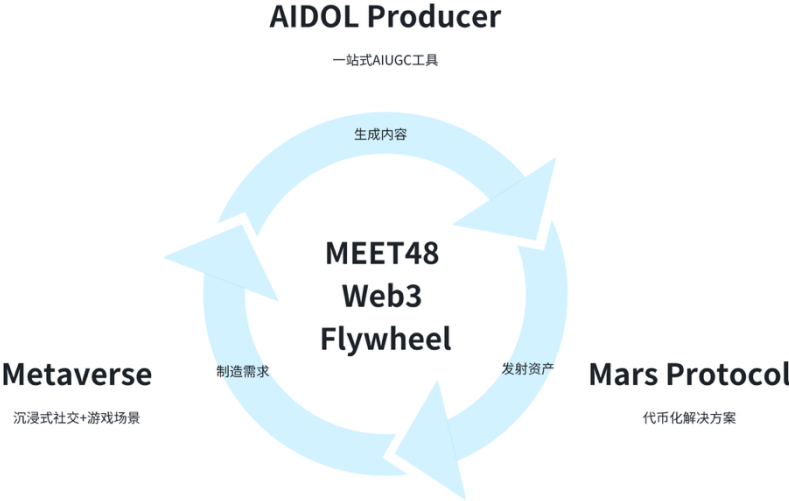 AIDOL Producer
一站式AIUGC工具
生成内容
MEET48
Web3
Flywheel
制造需求
发射资产
Metaverse
沉浸式社交+游戏场景
Mars Protocol
代币化解决方案